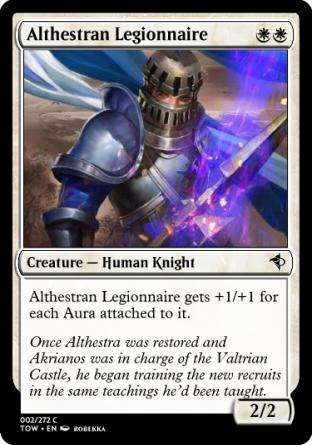 Althestran Legionnaire
Creature — Human Knight
Althestran Legionnaire gets +1/+1 for
each Aura attached to it.
Once Althestra was restored and
Akrianos was in charge of the Valtrian
Castle, he began training the new recruits
in the same teachings he'd been taught.
2/2
002/272 C
TOW • EN ROBEKKA